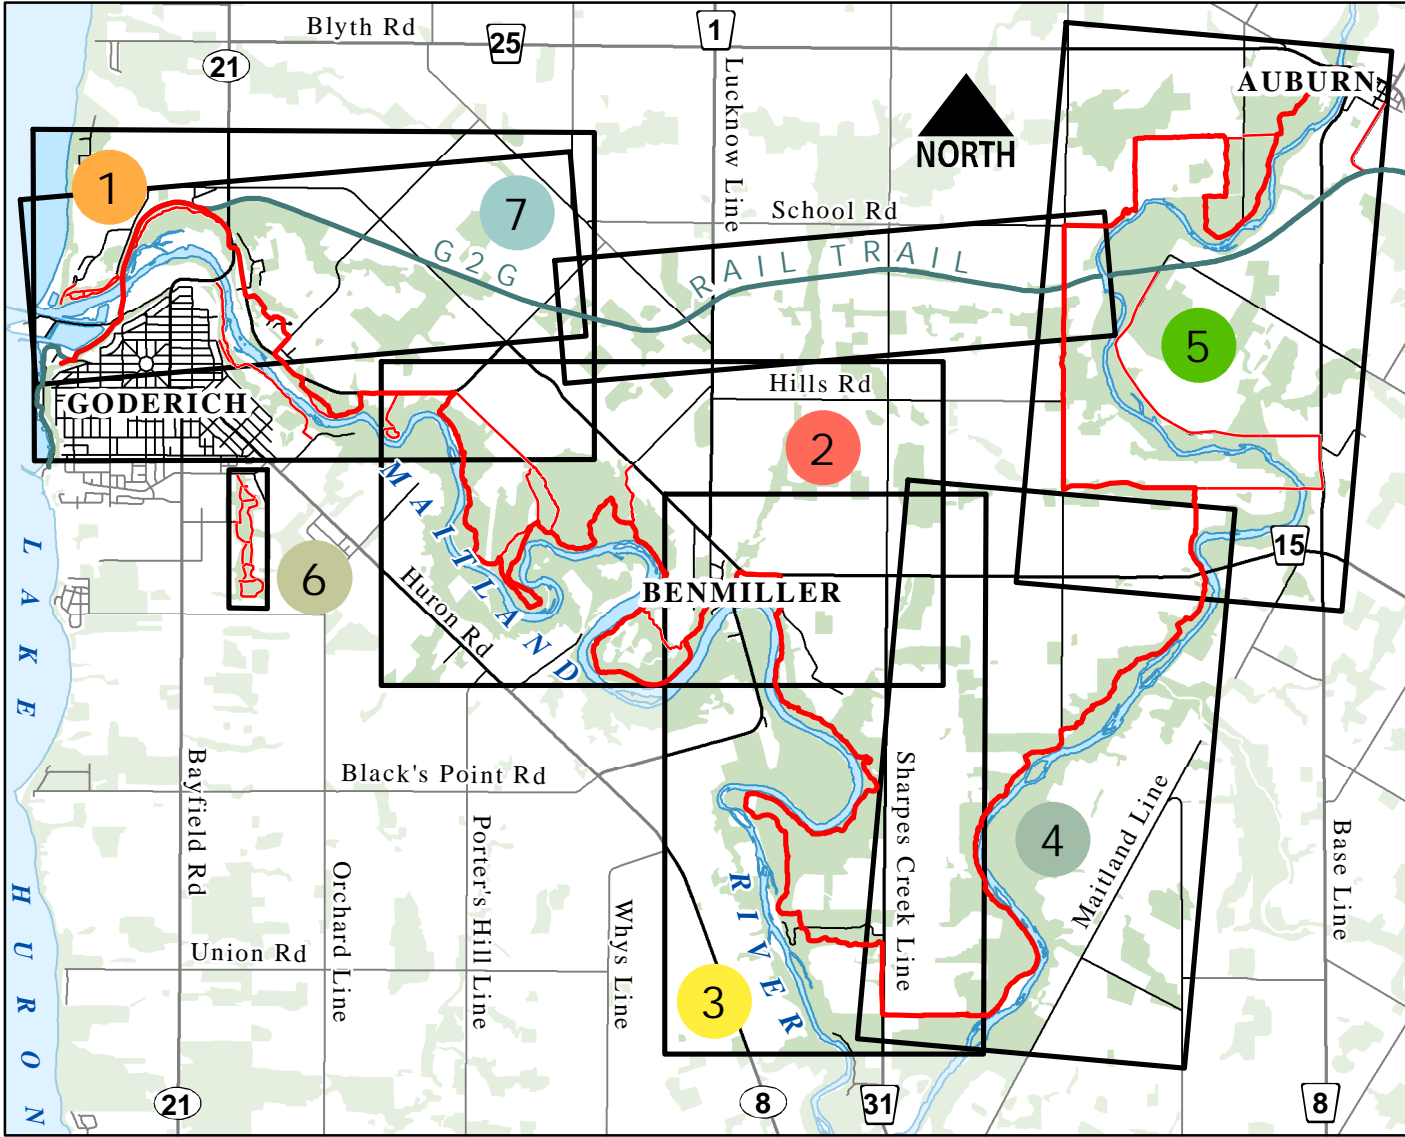 Blyth Rd
25
1
21
AUBURN
Lucknow Line
NORTH
1
7
School Rd
G2G
RAIL TRAIL
5
Hills Rd
GODERICH
2
MAITLAND
15
6
Huron Rd
BENMILLER
LAKE
HURON
Bayfield Rd
Black's Point Rd
Sharpes Creek Line
4
Maitland Line
Base Line
Porter's Hill Line
Orchard Line
Whys Line
RIVER
Union Rd
3
21
8
31
8